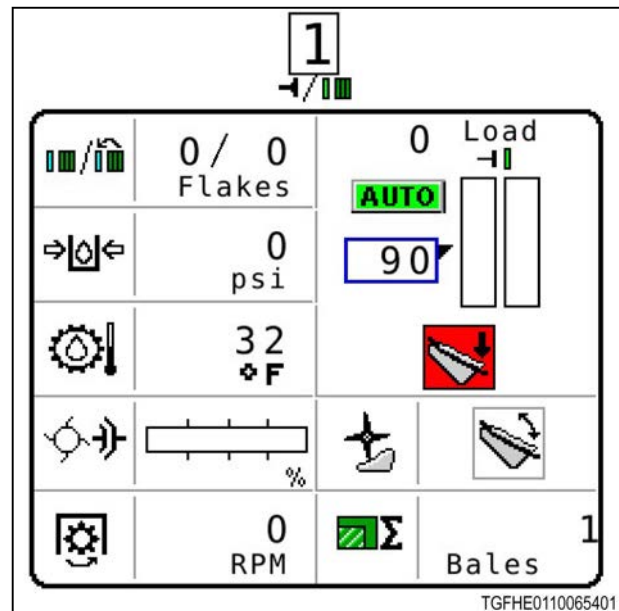 1
0/ 0
Flakes
0 Load
AUTO
0
psi
90
32
°F
%
0
RPM
Σ
1
Bales
TGFHE0110065401